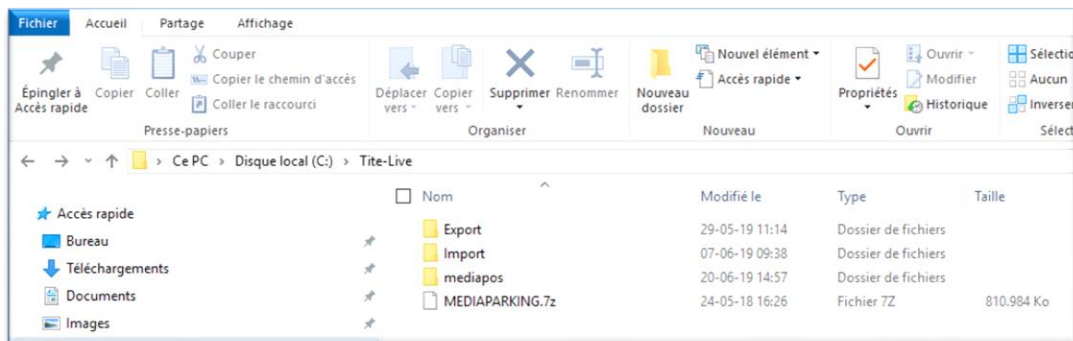 Fichier Accueil Partage Affichage
Épingler à Accès rapide
Copier
Coller
Couper
Copier le chemin d'accès
Coller le raccourci
Presse-papiers
Déplacer vers
Copier vers
Supprimer
Renommer
Organiser
Nouveau dossier
Nouvel élément
Accès rapide
Nouveau
Propriétés
Ouvrir
Modifier
Historique
Ouvrir
Sélectio
Aucun
Inverser
Sélect
Ce PC > Disque local (C:) > Tite-Live
Accès rapide
Bureau
Téléchargements
Documents
Images
Nom Modifié le Type Taille
Export 29-05-19 11:14 Dossier de fichiers
Import 07-06-19 09:38 Dossier de fichiers
mediapos 20-06-19 14:57 Dossier de fichiers
MEDIAPARKING.7z 24-05-18 16:26 Fichier 7Z 810.984 Ko